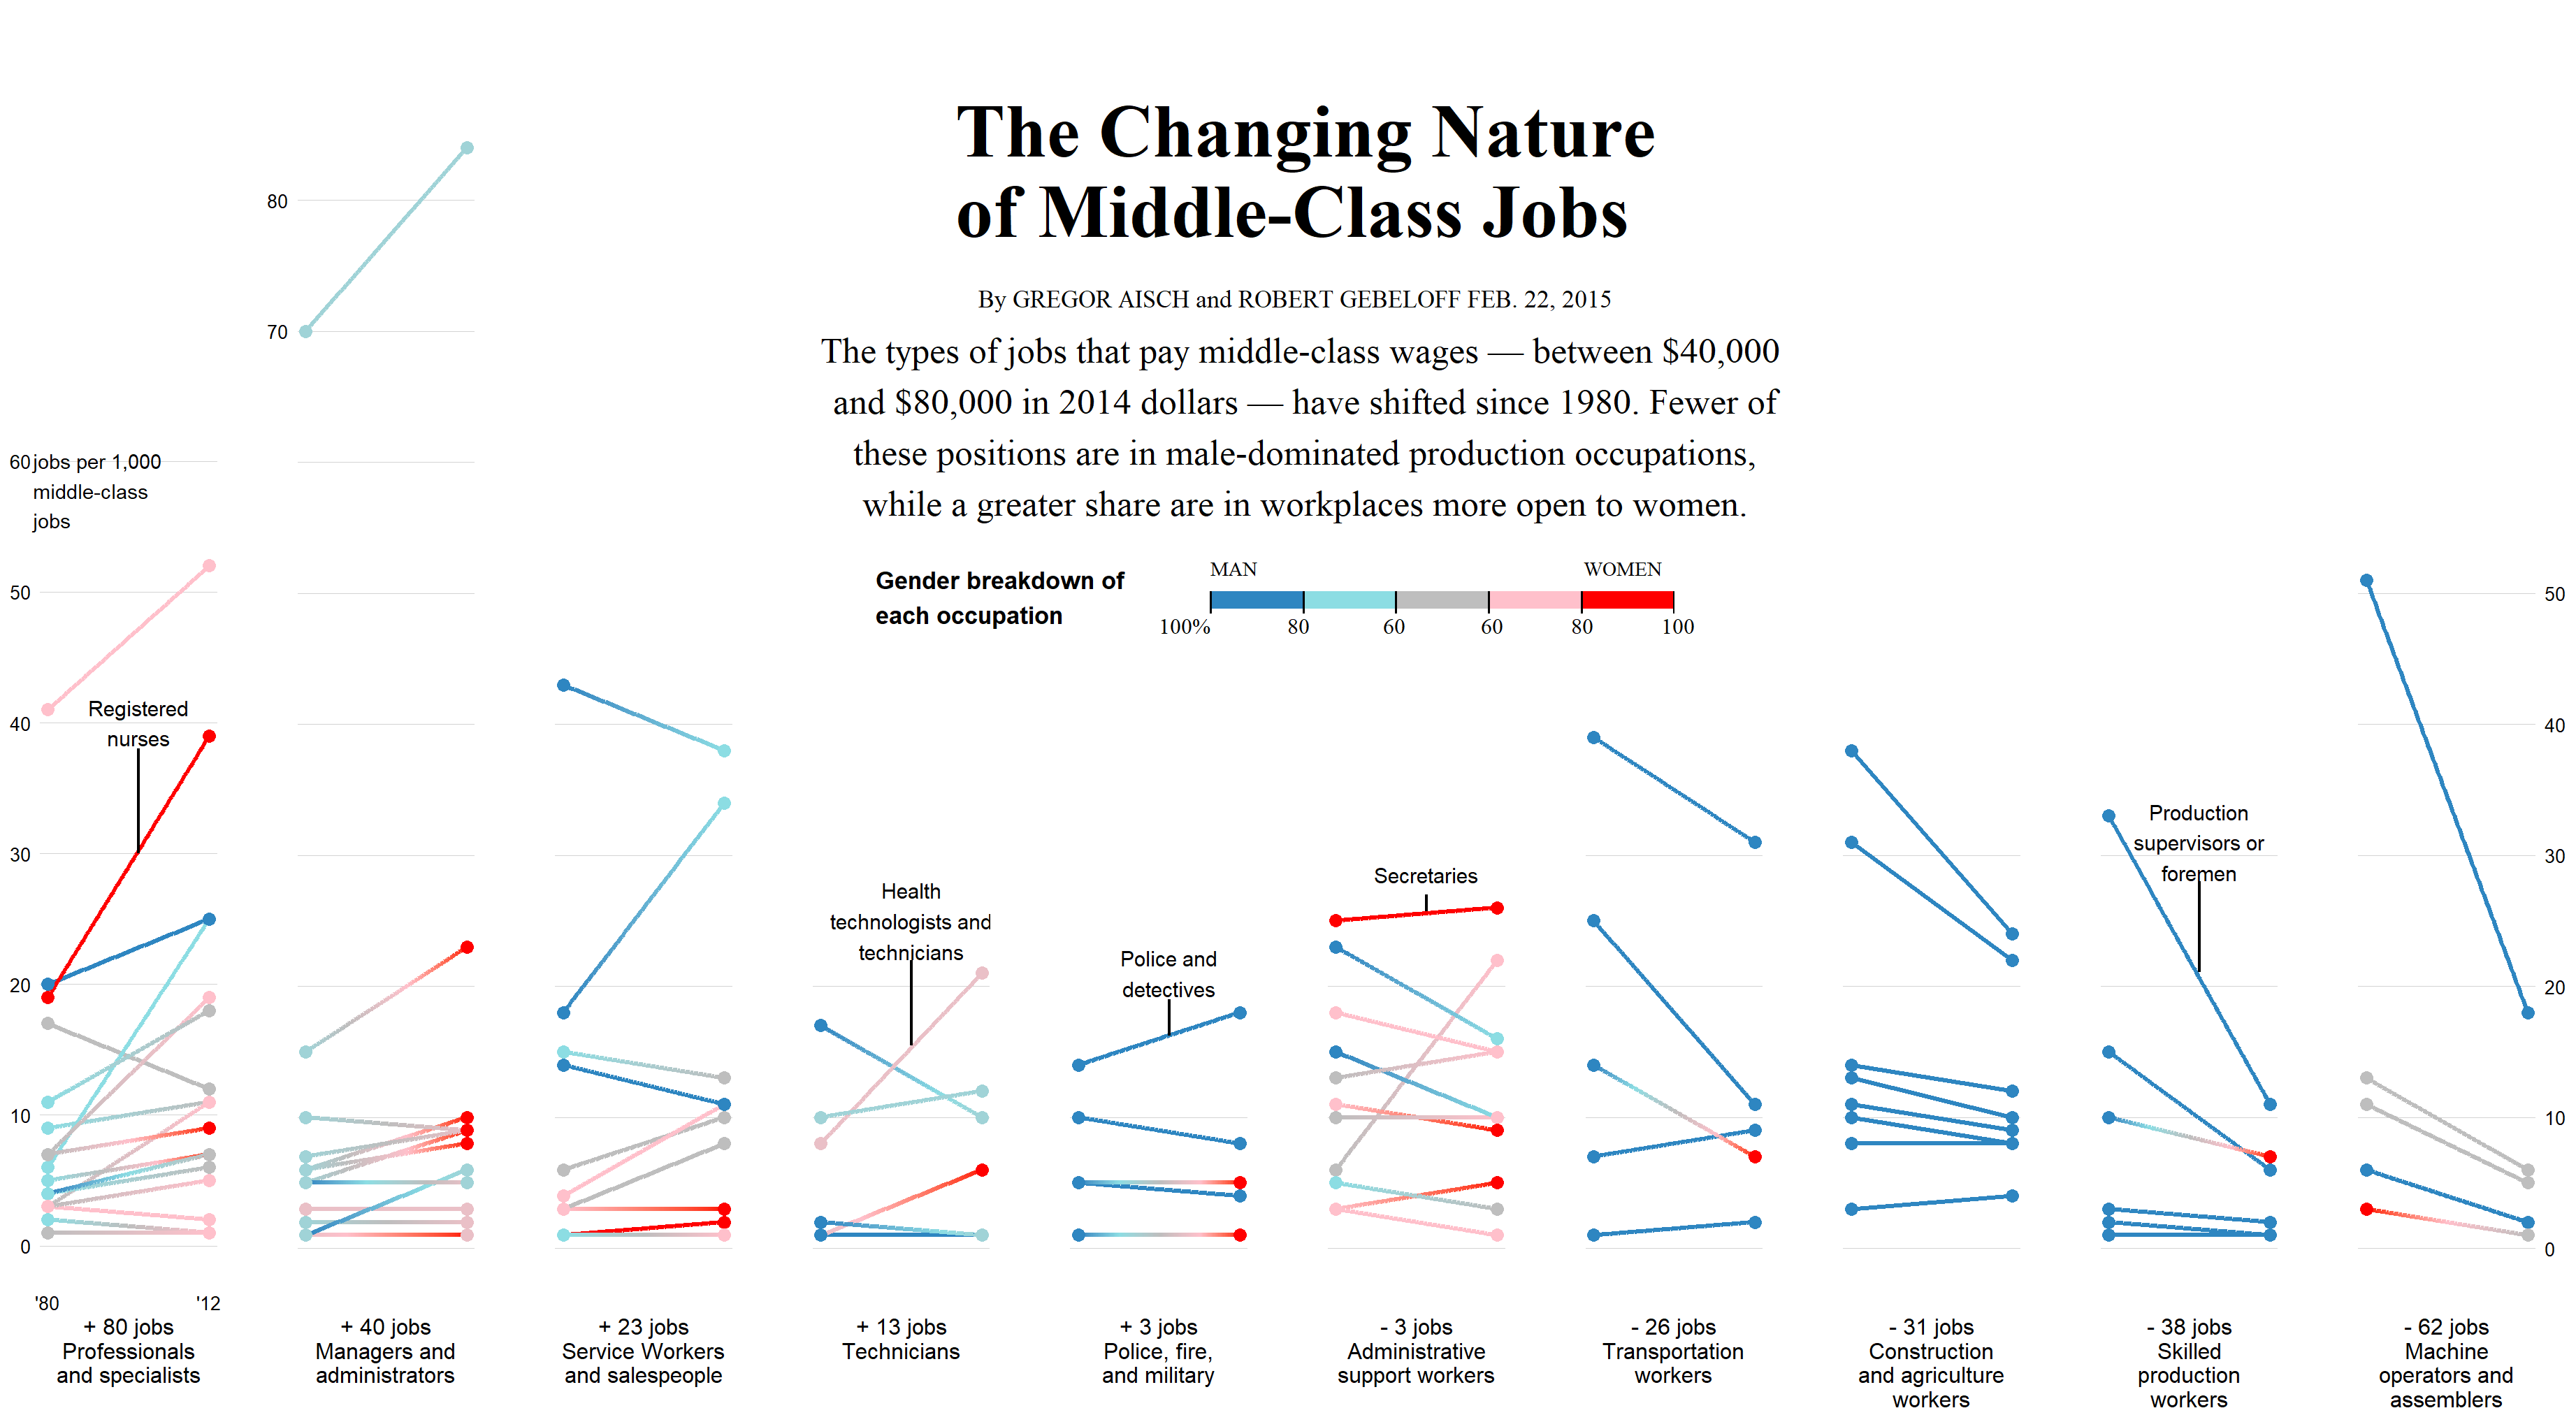 The Changing Nature
of Middle-Class Jobs
By GREGOR AISCH and ROBERT GEBELOFF FEB. 22, 2015
The types of jobs that pay middle-class wages — between $40,000
and $80,000 in 2014 dollars — have shifted since 1980. Fewer of
these positions are in male-dominated production occupations,
while a greater share are in workplaces more open to women.
Gender breakdown of
each occupation
MAN WOMEN
100% 80 60 60 80 100
80
70
60 jobs per 1,000
middle-class
jobs
50
40
30
20
10
0
'80 '12
Registered
nurses
Health
technologists and
technicians
Police and
detectives
Secretaries
Production
supervisors or
foremen
50
40
30
20
10
0
+ 80 jobs
Professionals
and specialists
+ 40 jobs
Managers and
administrators
+ 23 jobs
Service Workers
and salespeople
+ 13 jobs
Technicians
+ 3 jobs
Police, fire,
and military
- 3 jobs
Administrative
support workers
- 26 jobs
Transportation
workers
- 31 jobs
Construction
and agriculture
workers
- 38 jobs
Skilled
production
workers
- 62 jobs
Machine
operators and
assemblers